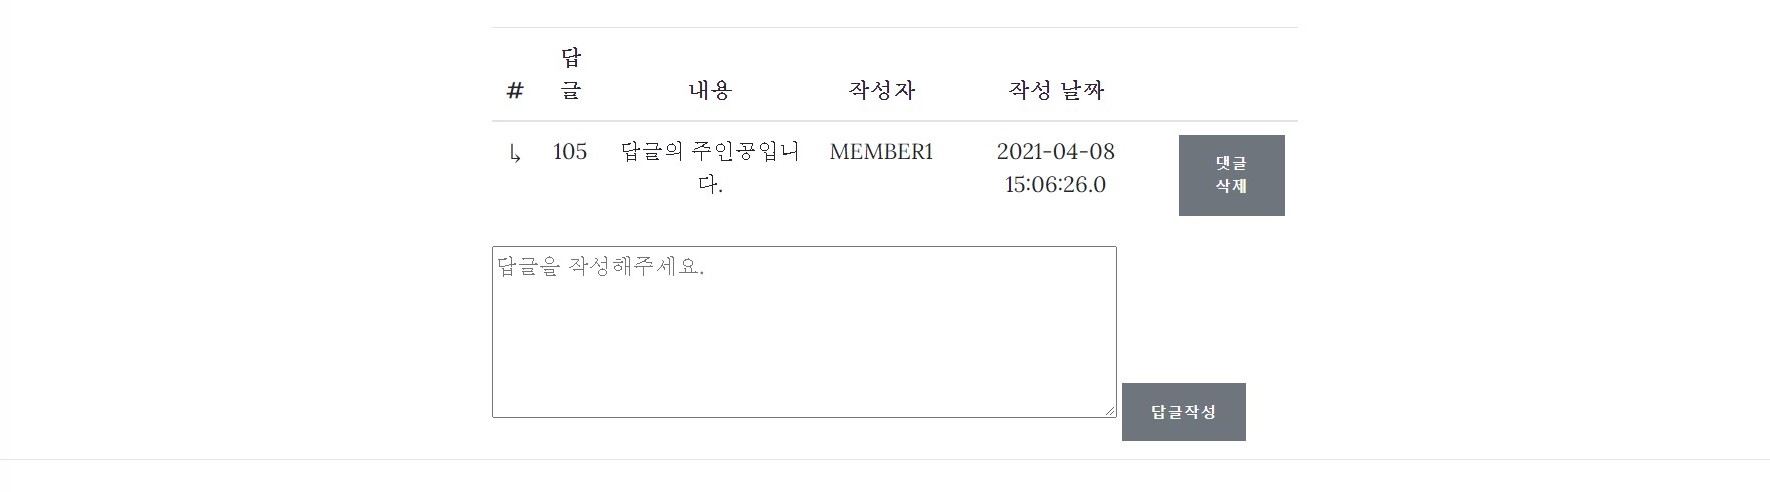 답
# 글 내용 작성자 작성 날짜
↳ 105 답글의 주인공입니 MEMBER1 2021-04-08 댓글
다. 15:06:26.0 삭제
답글을 작성해주세요.
답글작성